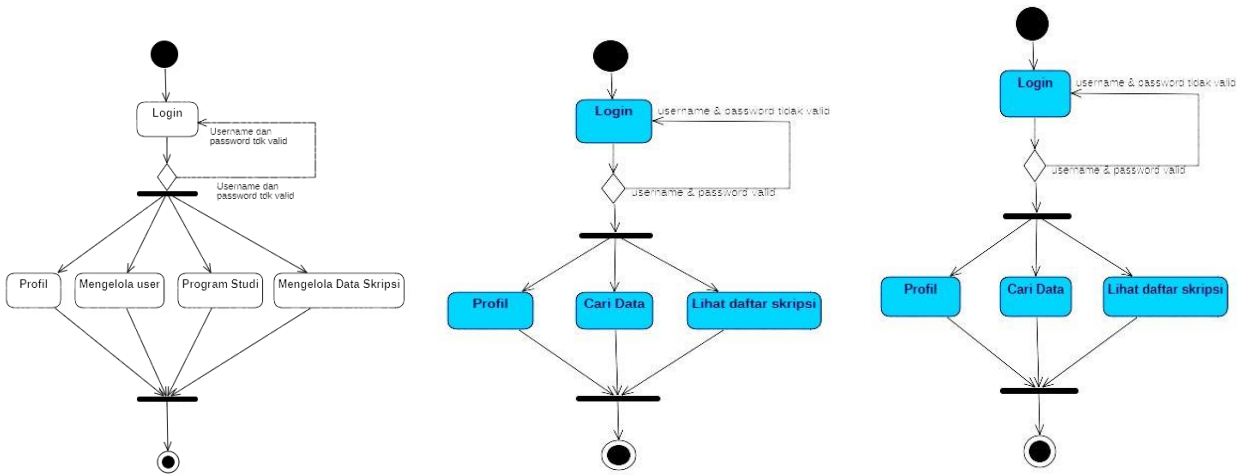 Login
Username dan
password tdk valid
Username dan
password tdk valid
Profil
Mengelola user
Program Studi
Mengelola Data Skripsi
Login
username & password tidak valid
username & password valid
Profil
Cari Data
Lihat daftar skripsi
Login
username & password tidak valid
username & password valid
Profil
Cari Data
Lihat daftar skripsi